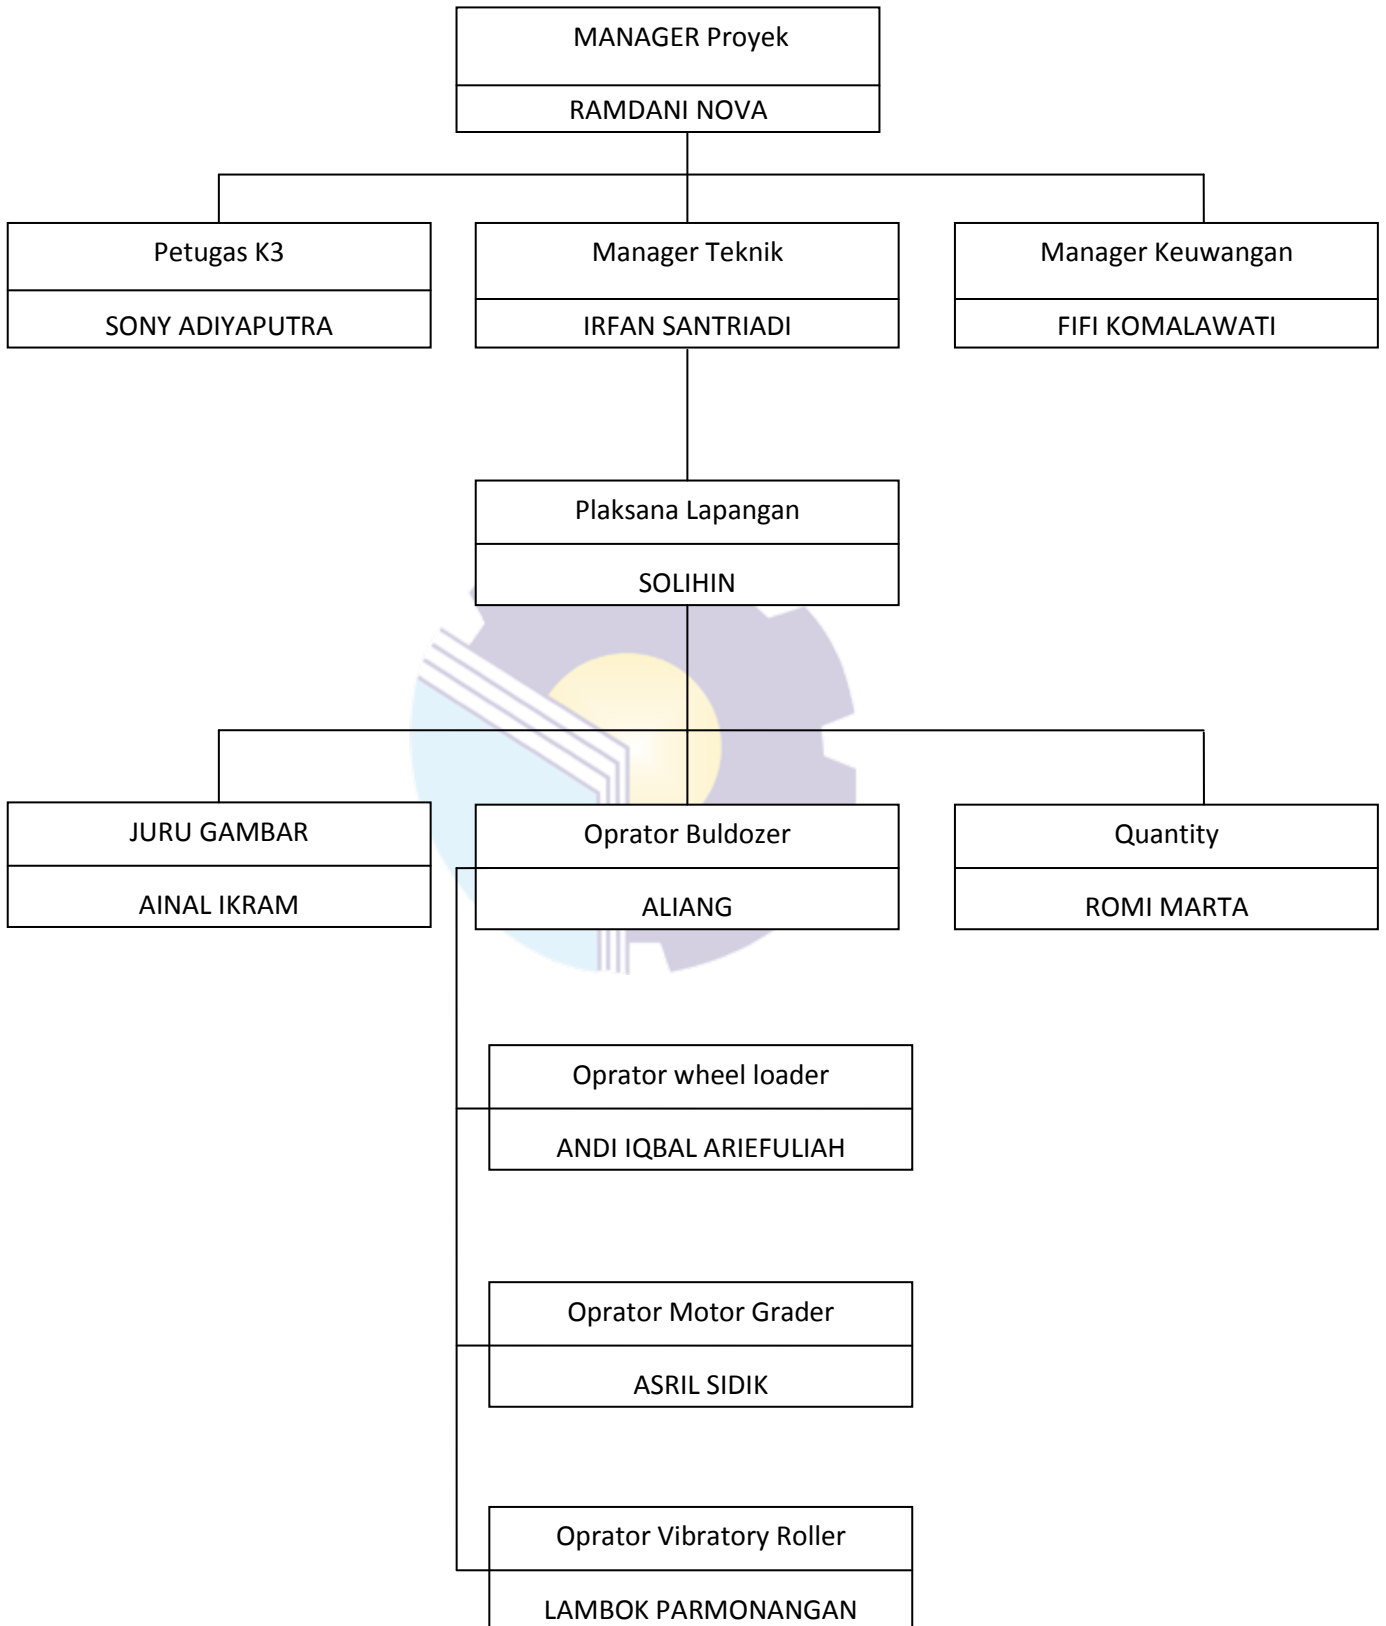 MANAGER Proyek
RAMDANI NOVA
Petugas K3
SONY ADIYAPUTRA
Manager Teknik
IRFAN SANTRIADI
Manager Keuwangan
FIFI KOMALAWATI
Plaksana Lapangan
SOLIHIN
JURU GAMBAR
AINAL IKRAM
Oprator Buldozer
ALIANG
Quantity
ROMI MARTA
Oprator wheel loader
ANDI IQBAL ARIEFULIAH
Oprator Motor Grader
ASRIL SIDIK
Oprator Vibratory Roller
LAMBOK PARMONANGAN